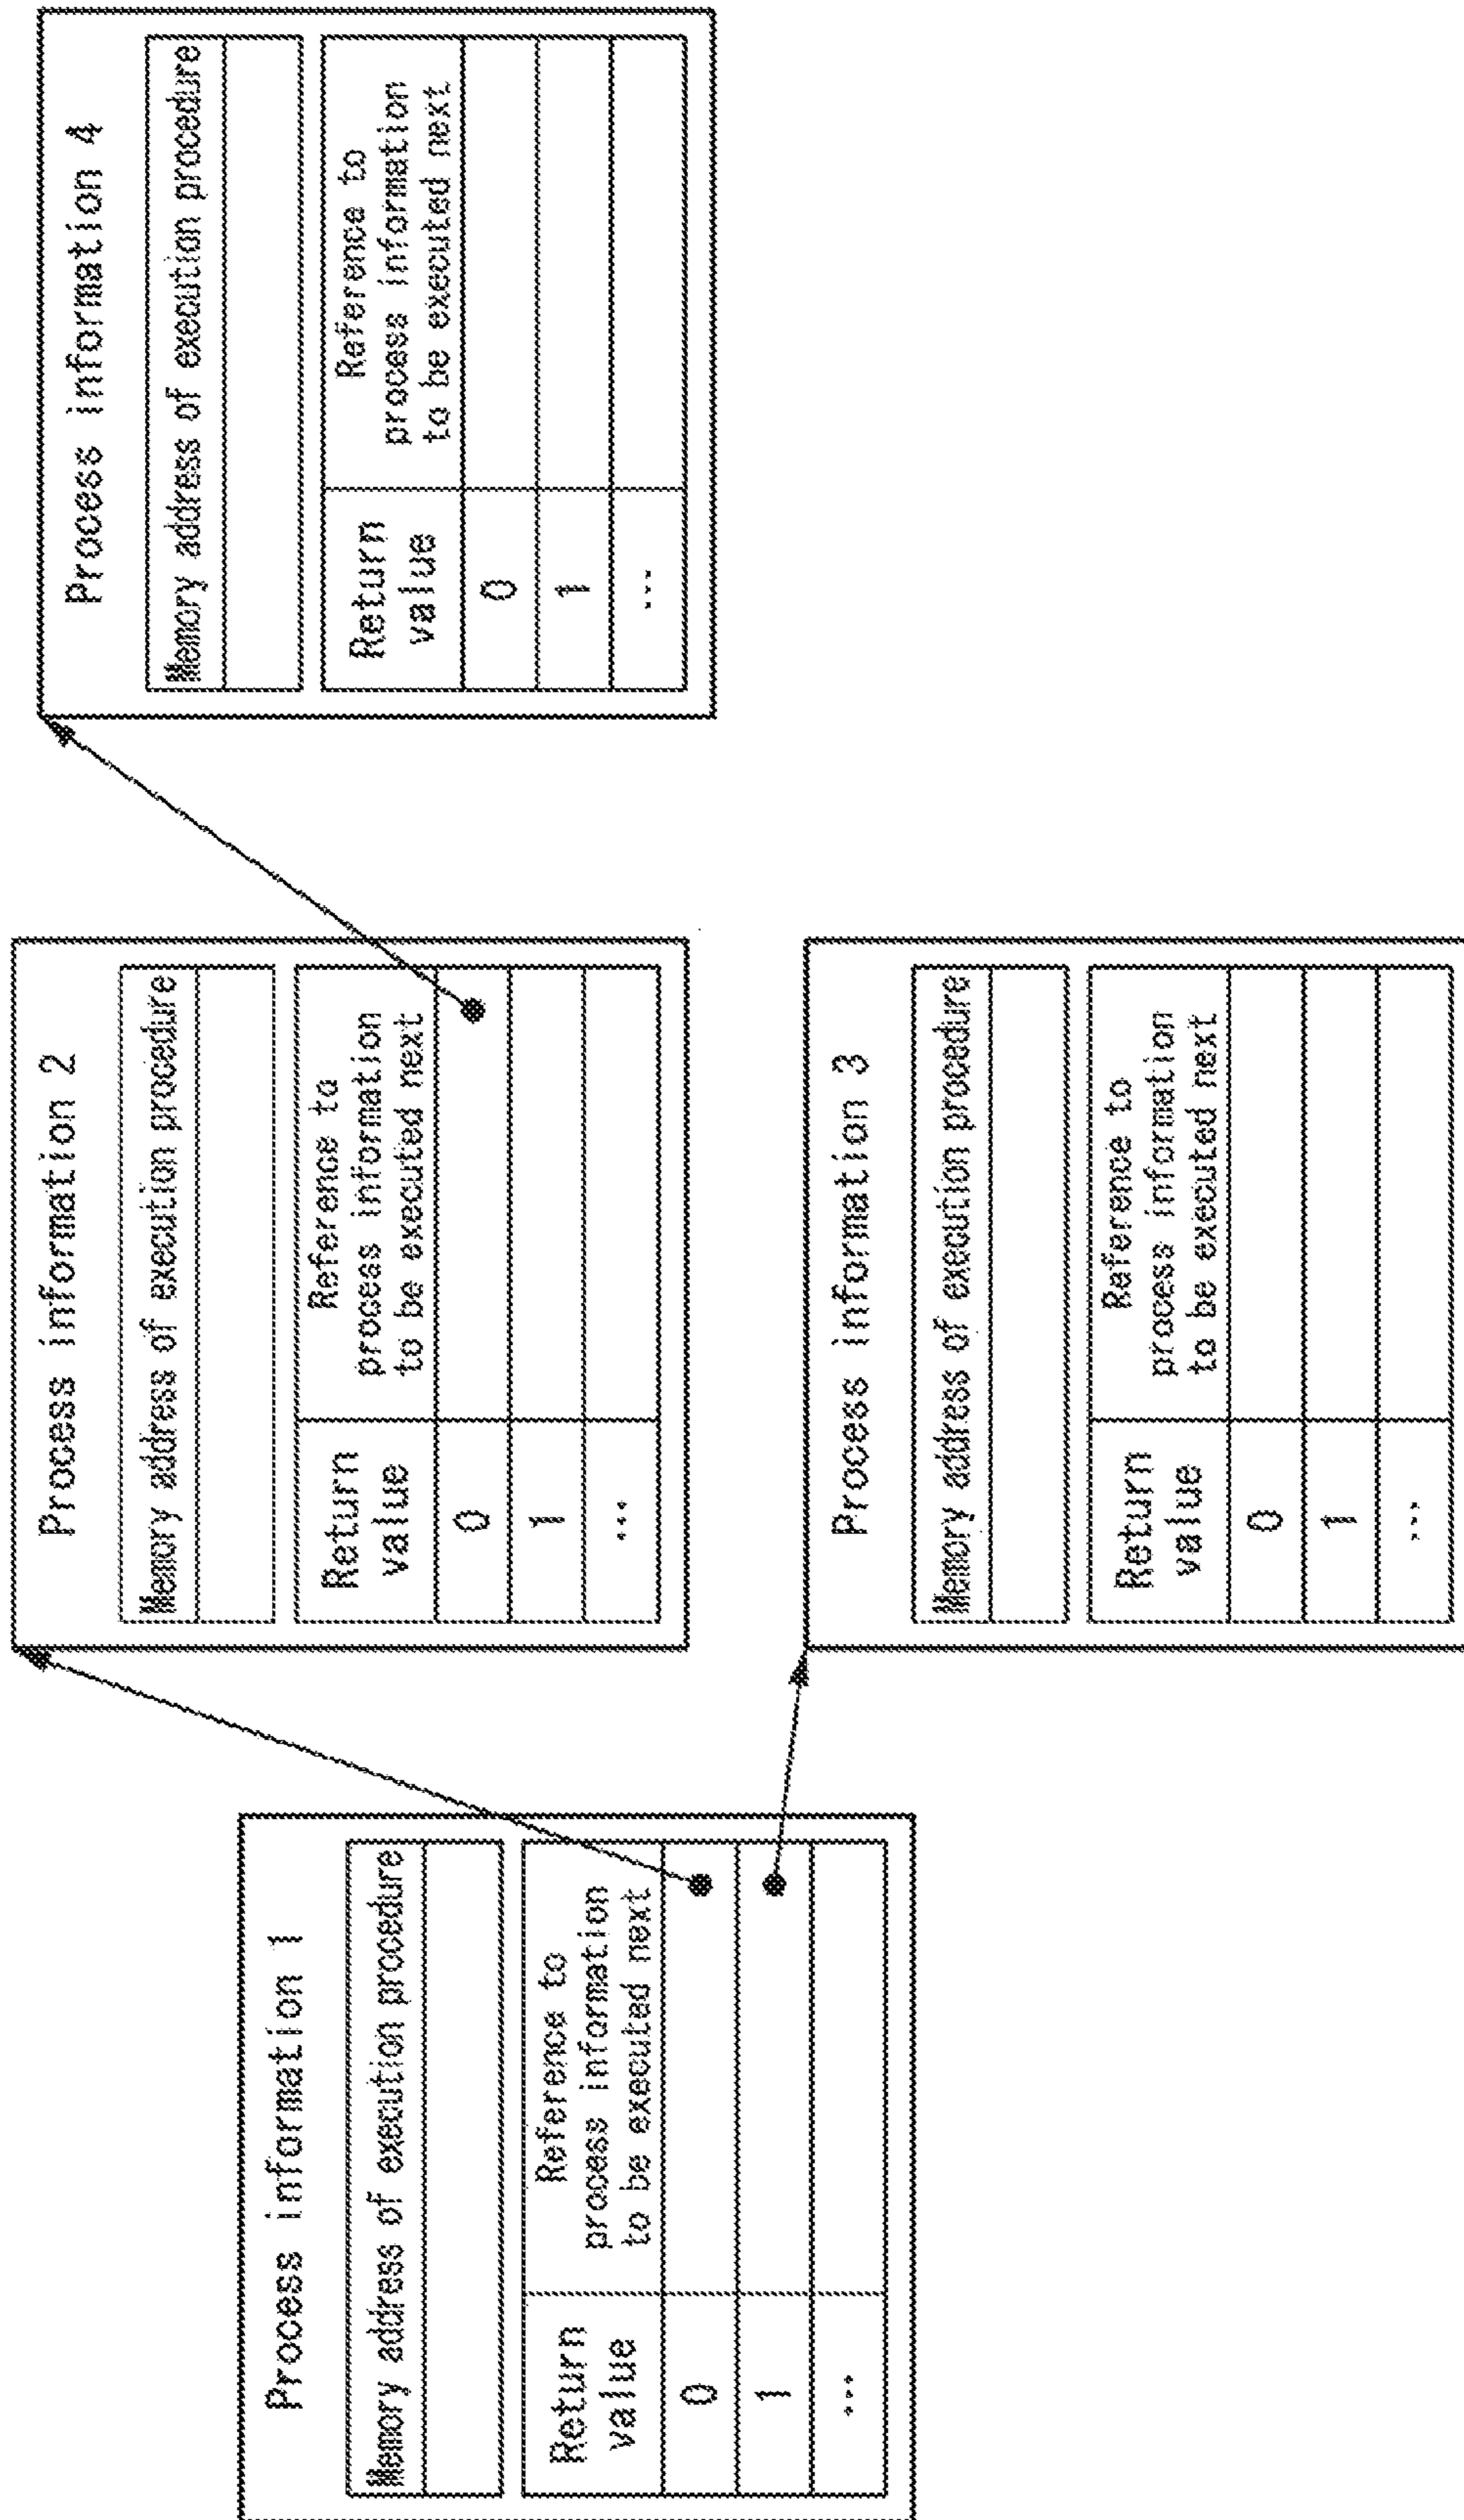 Process information 1
Memory address of execution procedure
Return value
Reference to
process information
to be executed next
0
1
...
Process information 2
Memory address of execution procedure
Return value
Reference to
process information
to be executed next
0
1
...
Process information 3
Memory address of execution procedure
Return value
Reference to
process information
to be executed next
0
1
...
Process information 4
Memory address of execution procedure
Return value
Reference to
process information
to be executed next
0
1
...